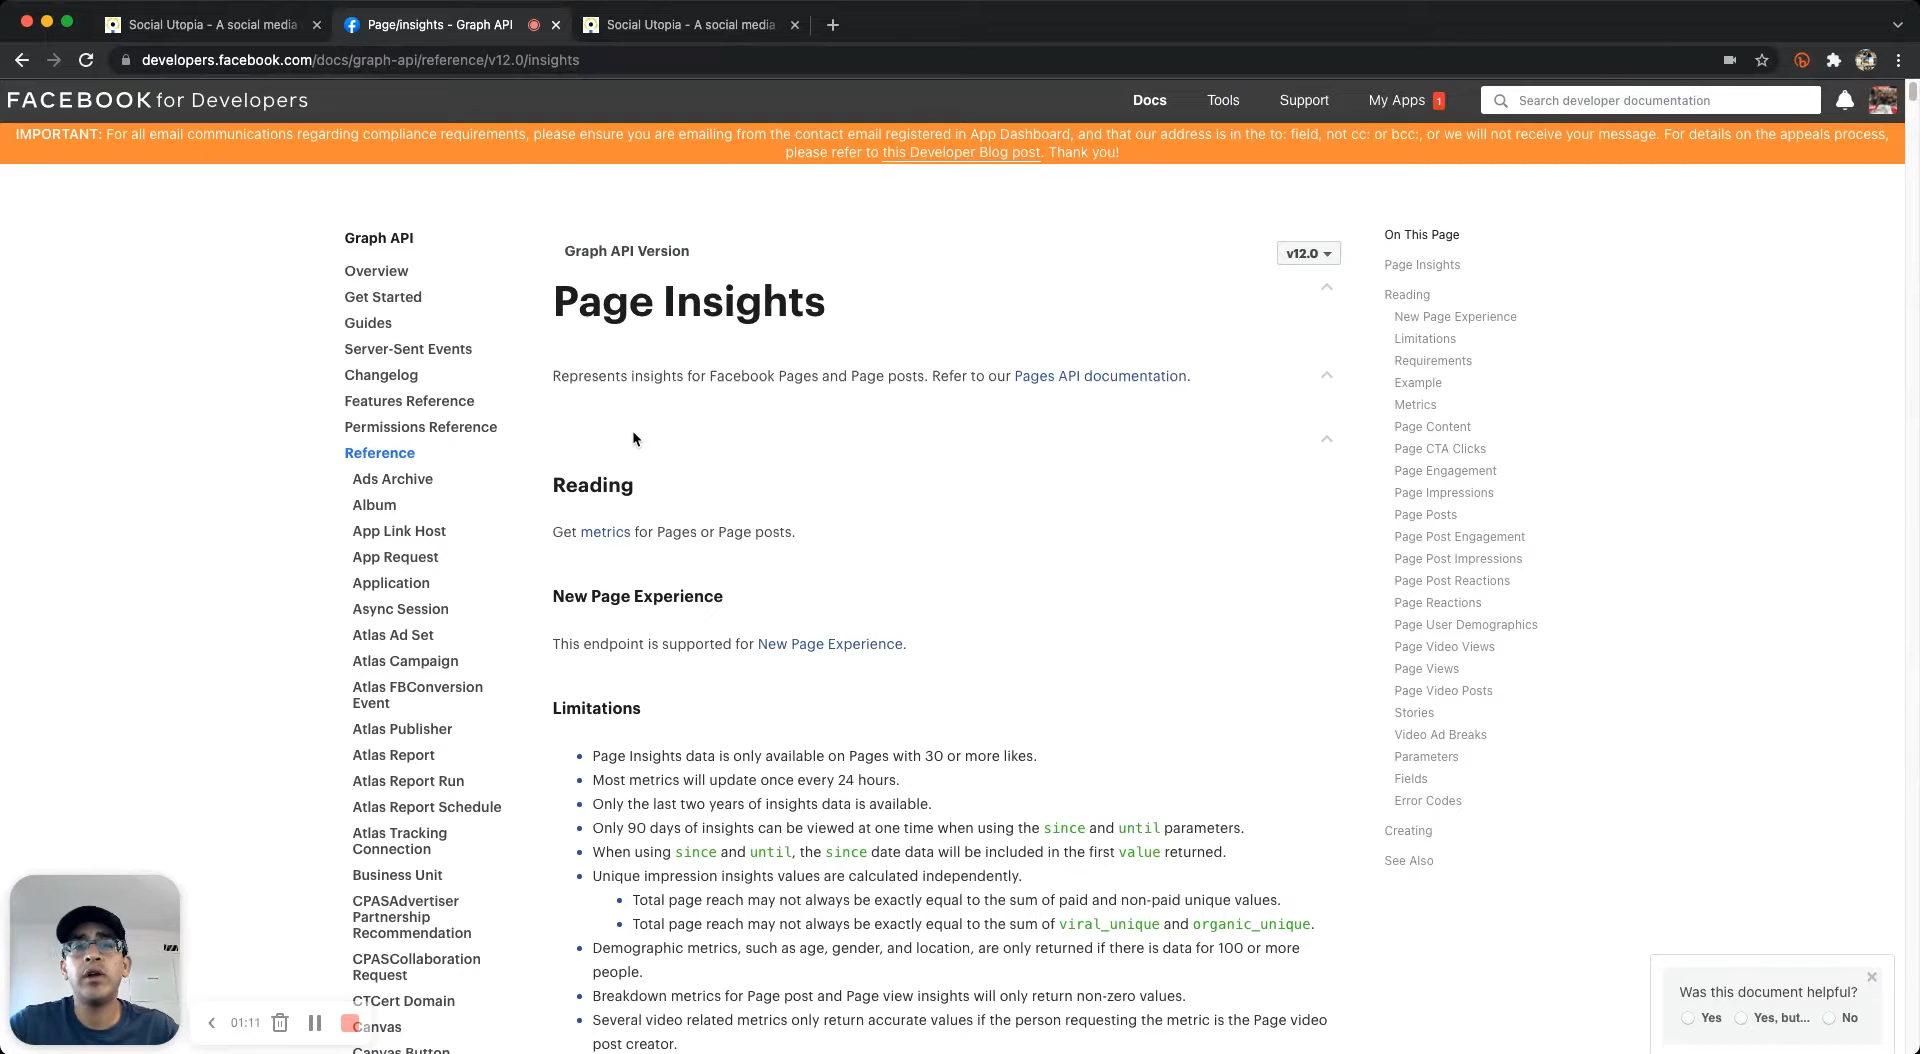 Social Utopia - A social media
Page/insights - Graph API
Social Utopia - A social media
developers.facebook.com/docs/graph-api/reference/v12.0/insights
FACEBOOK for Developers
Docs
Tools
Support
My Apps 1
Search developer documentation
IMPORTANT: For all email communications regarding compliance requirements, please ensure you are emailing from the contact email registered in App Dashboard, and that our address is in the to: field, not cc: or bcc:, or we will not receive your message. For details on the appeals process,
please refer to this Developer Blog post. Thank you!
Graph API
Overview
Get Started
Guides
Server-Sent Events
Changelog
Features Reference
Permissions Reference
Reference
Ads Archive
Album
App Link Host
App Request
Application
Async Session
Atlas Ad Set
Atlas Campaign
Atlas FBConversion
Event
Atlas Publisher
Atlas Report
Atlas Report Run
Atlas Report Schedule
Atlas Tracking
Connection
Business Unit
CPASAdvertiser
Partnership
Recommendation
CPASCollaboration
Request
CTCert Domain
Canvas
Canvas Button
Graph API Version
v12.0
Page Insights
Represents insights for Facebook Pages and Page posts. Refer to our Pages API documentation.
Reading
Get metrics for Pages or Page posts.
New Page Experience
This endpoint is supported for New Page Experience.
Limitations
Page Insights data is only available on Pages with 30 or more likes.
Most metrics will update once every 24 hours.
Only the last two years of insights data is available.
Only 90 days of insights can be viewed at one time when using the since and until parameters.
When using since and until, the since date data will be included in the first value returned.
Unique impression insights values are calculated independently.
Total page reach may not always be exactly equal to the sum of paid and non-paid unique values.
Total page reach may not always be exactly equal to the sum of viral_unique and organic_unique.
Demographic metrics, such as age, gender, and location, are only returned if there is data for 100 or more
people.
Breakdown metrics for Page post and Page view insights will only return non-zero values.
Several video related metrics only return accurate values if the person requesting the metric is the Page video
post creator.
On This Page
Page Insights
Reading
New Page Experience
Limitations
Requirements
Example
Metrics
Page Content
Page CTA Clicks
Page Engagement
Page Impressions
Page Posts
Page Post Engagement
Page Post Impressions
Page Post Reactions
Page Reactions
Page User Demographics
Page Video Views
Page Views
Page Video Posts
Stories
Video Ad Breaks
Parameters
Fields
Error Codes
Creating
See Also
Was this document helpful?
Yes
Yes, but...
No
01:11